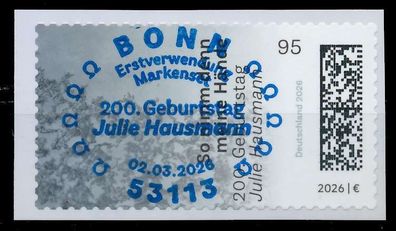 BONN
Erstverwendung
Markenset
200. Geburtstag
Julie Hausmann
02.03.2026
53113
So nimm denn
meine Hände
200. Geburtstag
Julie Hausmann
95
Deutschland 2026
2026 | €